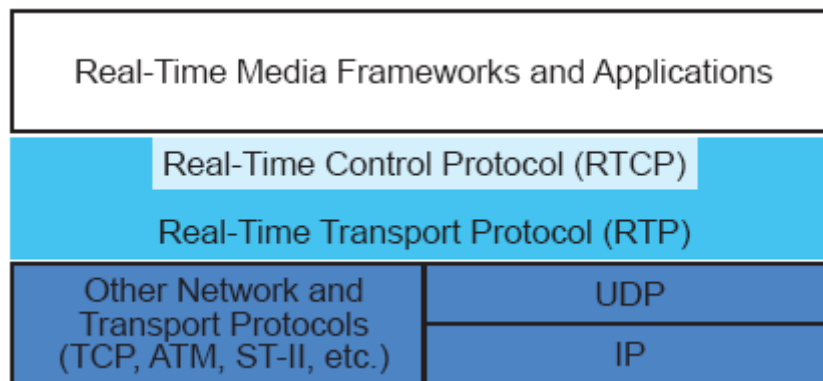 Real-Time Media Frameworks and Applications
Real-Time Control Protocol (RTCP)
Real-Time Transport Protocol (RTP)
Other Network and
Transport Protocols
(TCP, ATM, ST-II, etc.)
UDP
IP